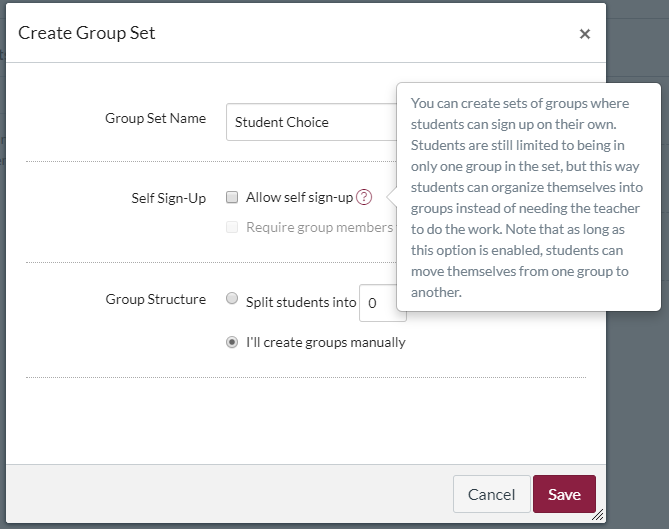 Create Group Set
×
Group Set Name
Student Choice
You can create sets of groups where
students can sign up on their own.
Students are still limited to being in
only one group in the set, but this way
students can organize themselves into
groups instead of needing the teacher
to do the work. Note that as long as
this option is enabled, students can
move themselves from one group to
another.
Self Sign-Up
Allow self sign-up ?
Require group members
Group Structure
Split students into 0
I'll create groups manually
Cancel
Save